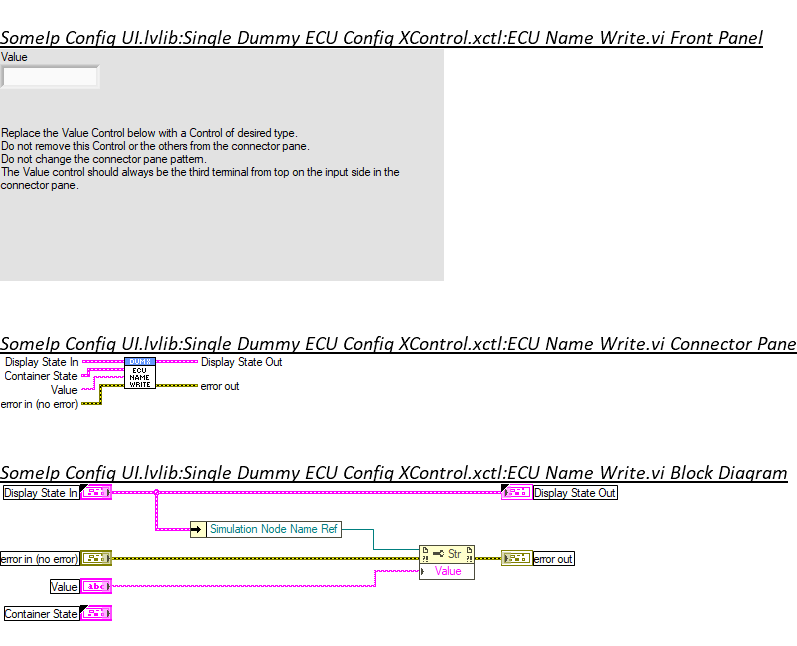 SomeIp Config UI.lvlib:Single Dummy ECU Config XControl.xctl:ECU Name Write.vi Front Panel
Value
Replace the Value Control below with a Control of desired type.
Do not remove this Control or the others from the connector pane.
Do not change the connector pane pattern.
The Value control should always be the third terminal from top on the input side in the
connector pane.
SomeIp Config UI.lvlib:Single Dummy ECU Config XControl.xctl:ECU Name Write.vi Connector Pane
Display State In
Container State
Value
error in (no error)
DUMX
ECU
NAME
WRITE
Display State Out
error out
SomeIp Config UI.lvlib:Single Dummy ECU Config XControl.xctl:ECU Name Write.vi Block Diagram
Display State In
Display State Out
Simulation Node Name Ref
error in (no error)
Str
error out
Value
Value
abc
Container State